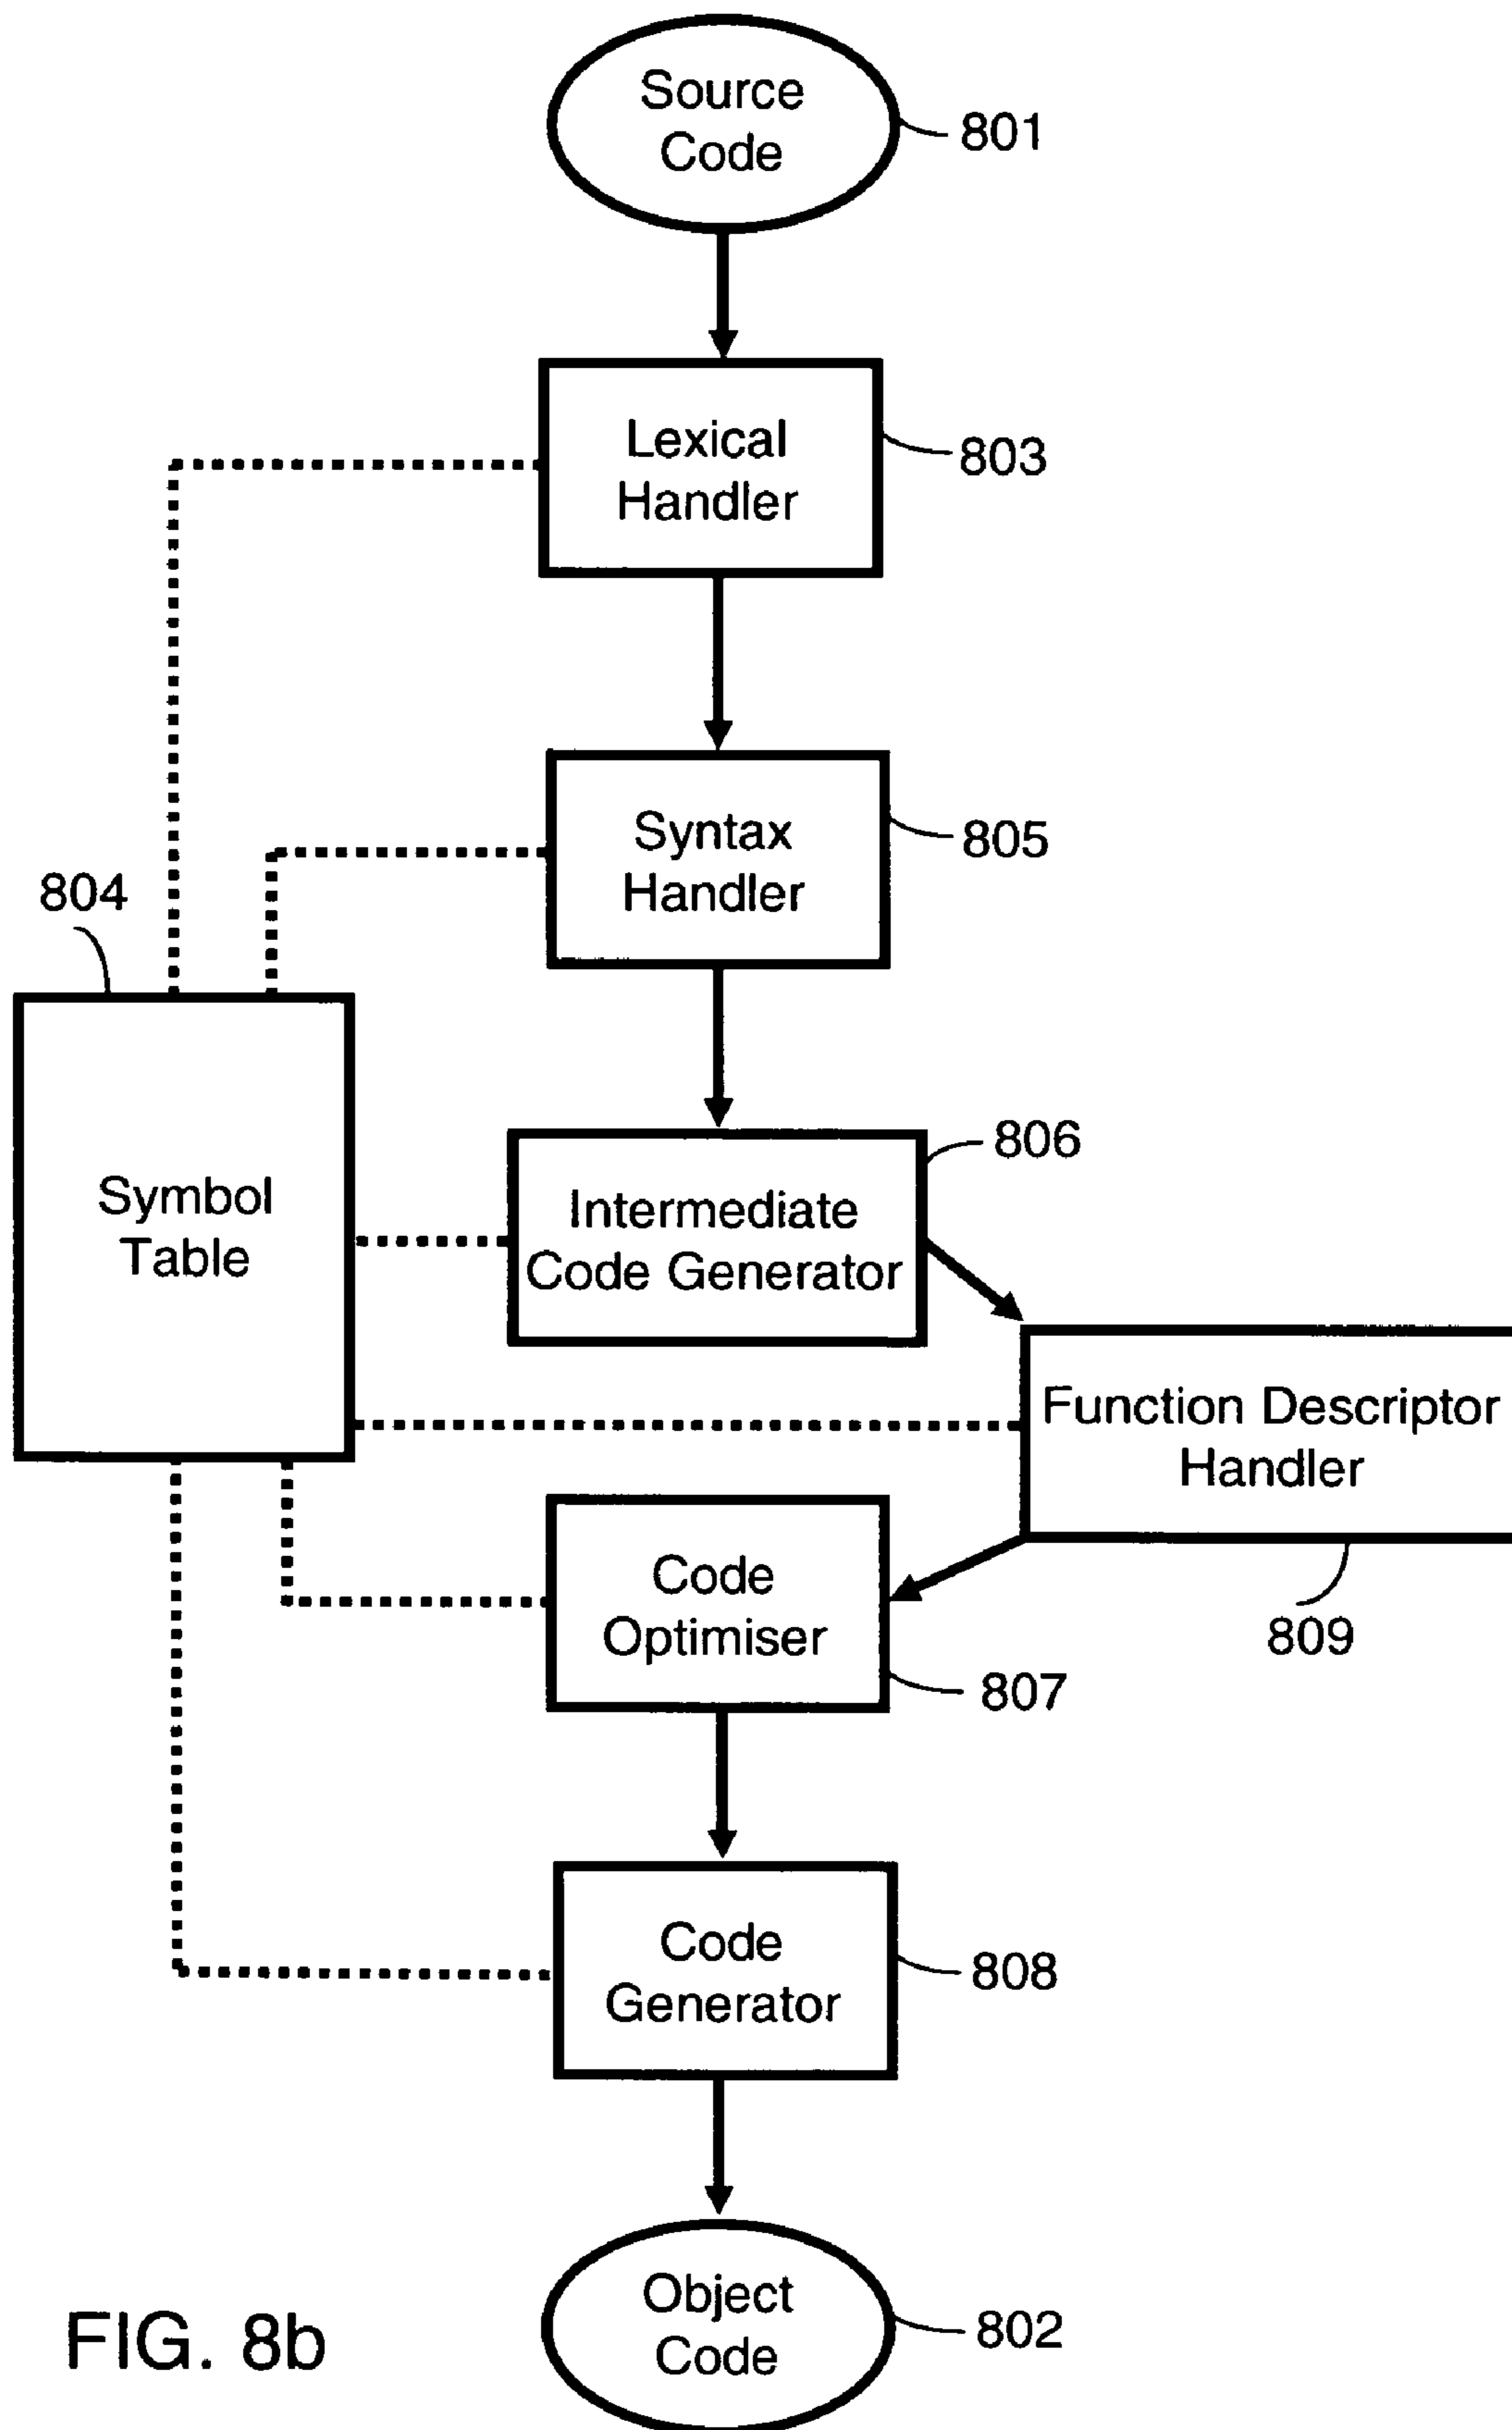 Source
Code
801
Lexical
Handler
803
Syntax
Handler
805
804
Symbol
Table
Intermediate
Code Generator
806
Function Descriptor
Handler
809
Code
Optimiser
807
Code
Generator
808
Object
Code
802
FIG. 8b